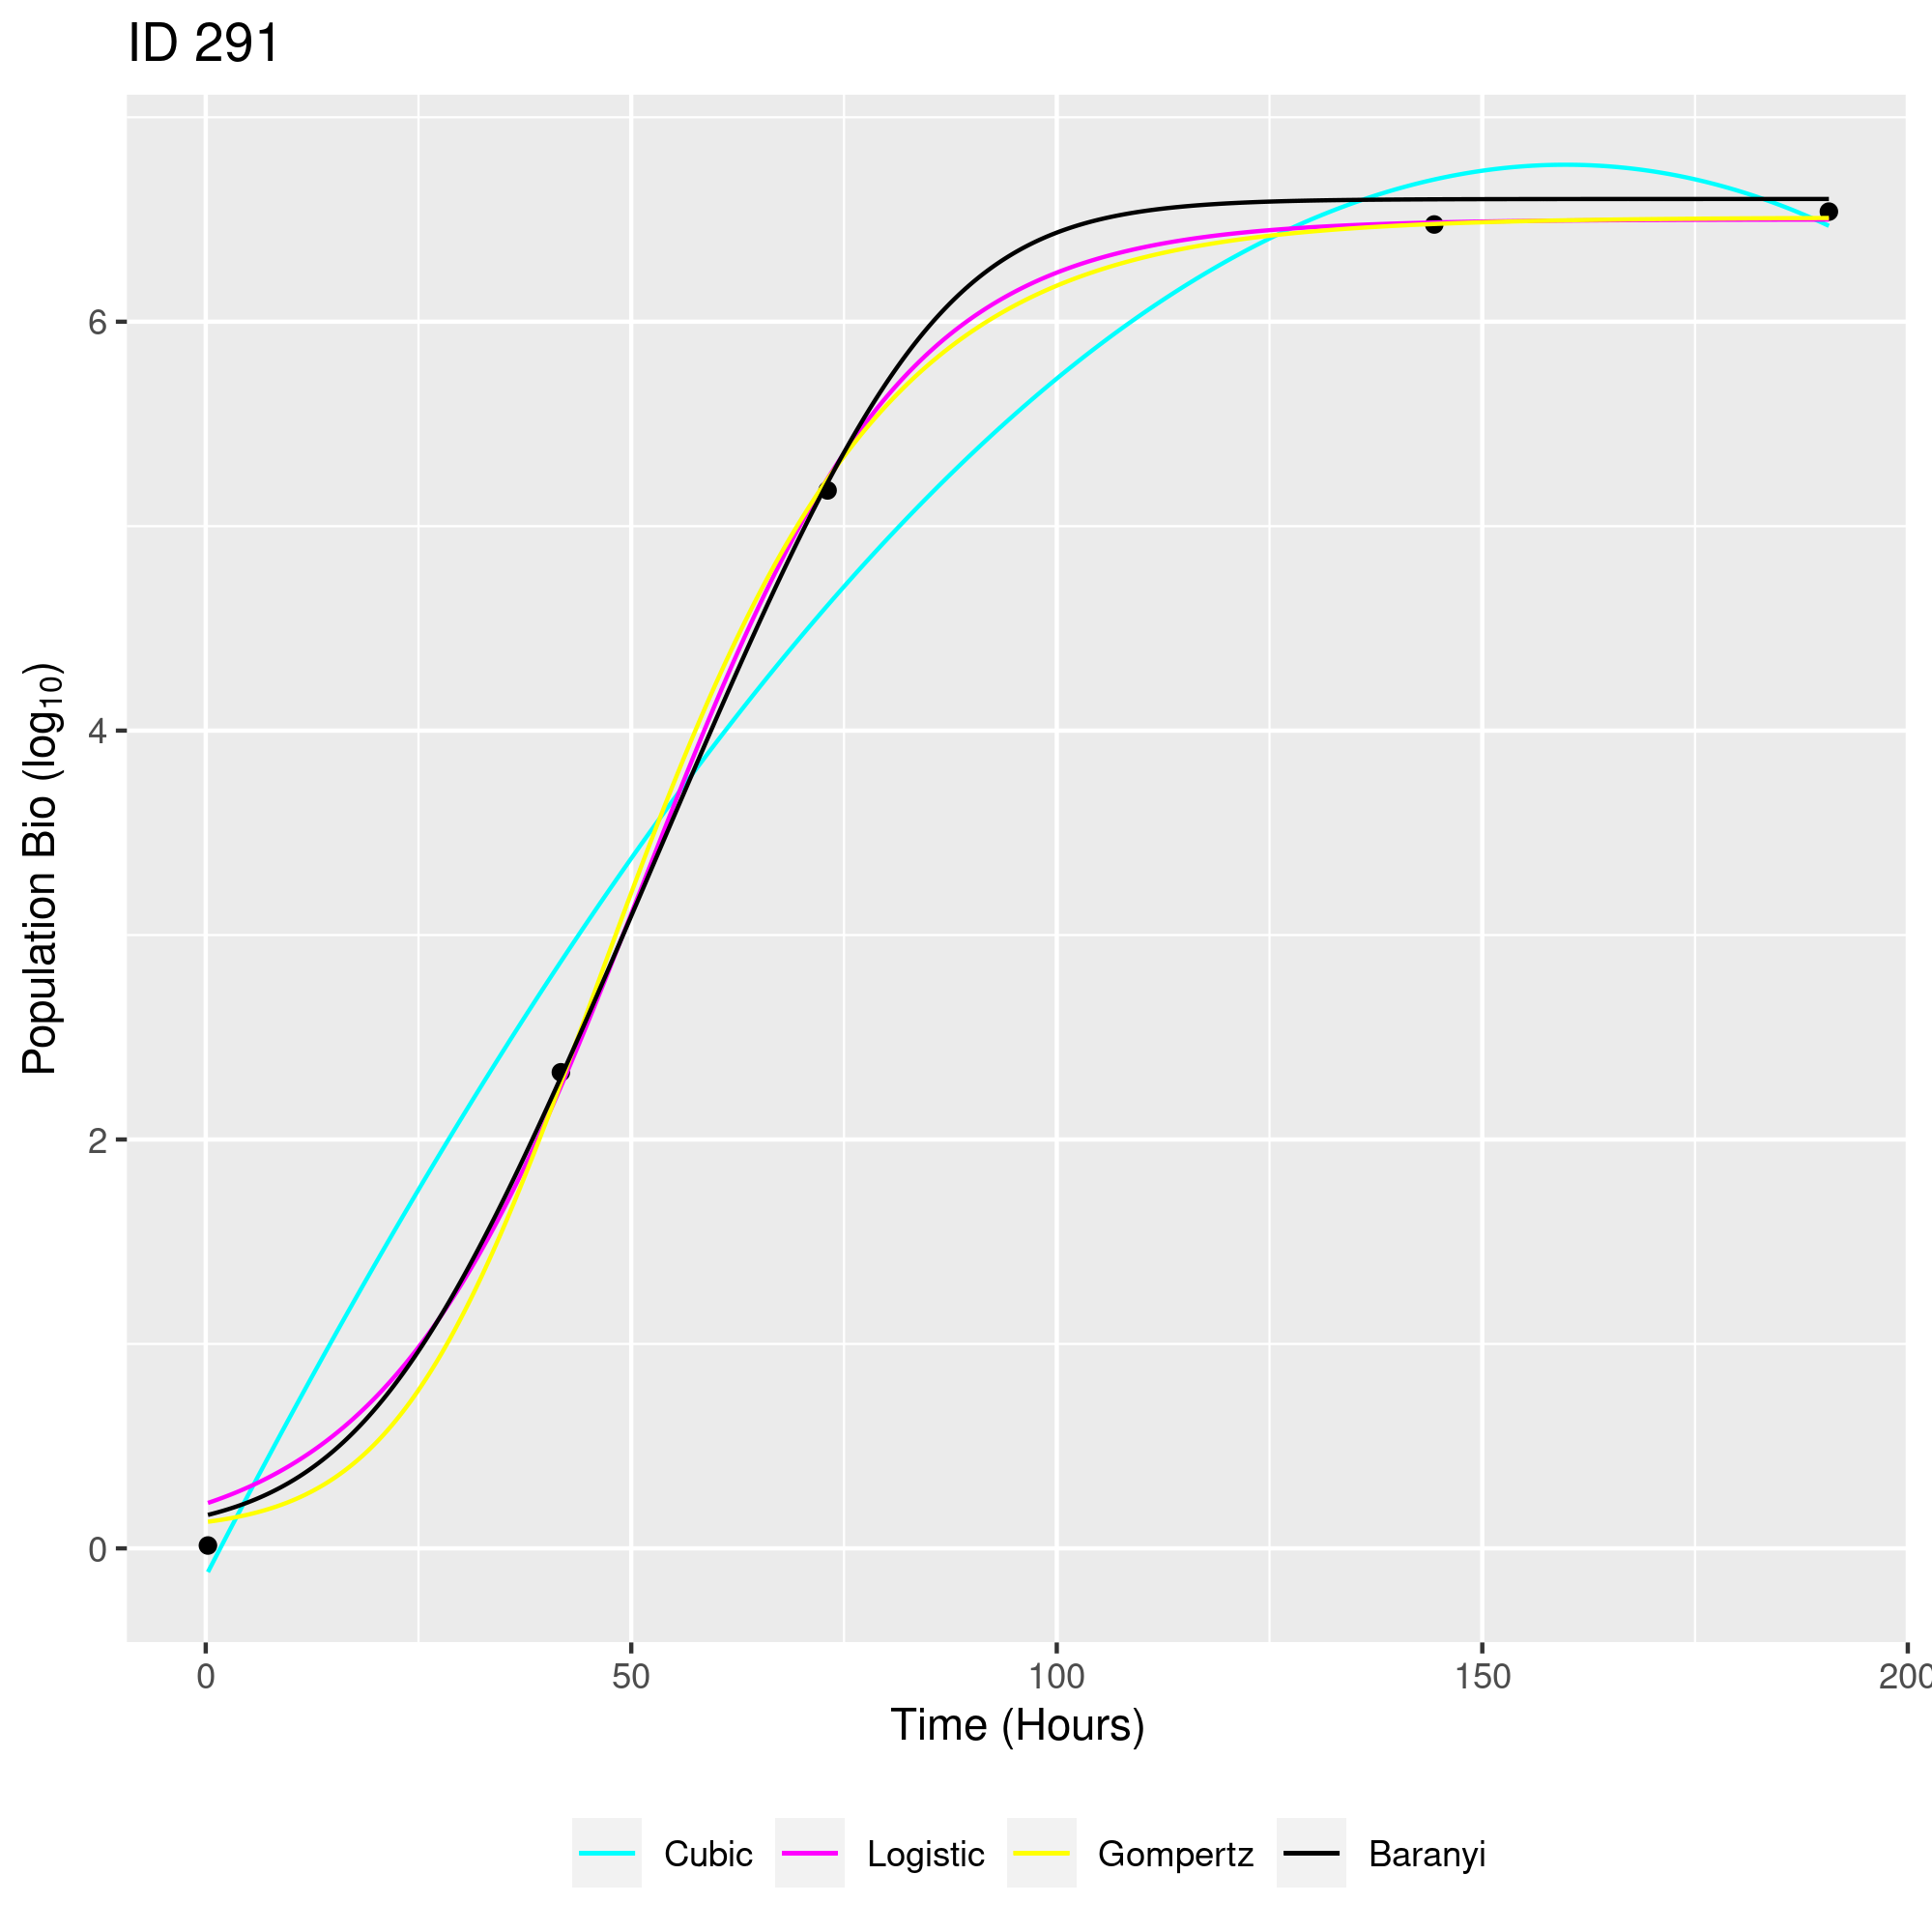 ID 291
Population Bio (log₁₀)
6
4
2
0
0 50 100 150 200
Time (Hours)
Cubic Logistic Gompertz Baranyi